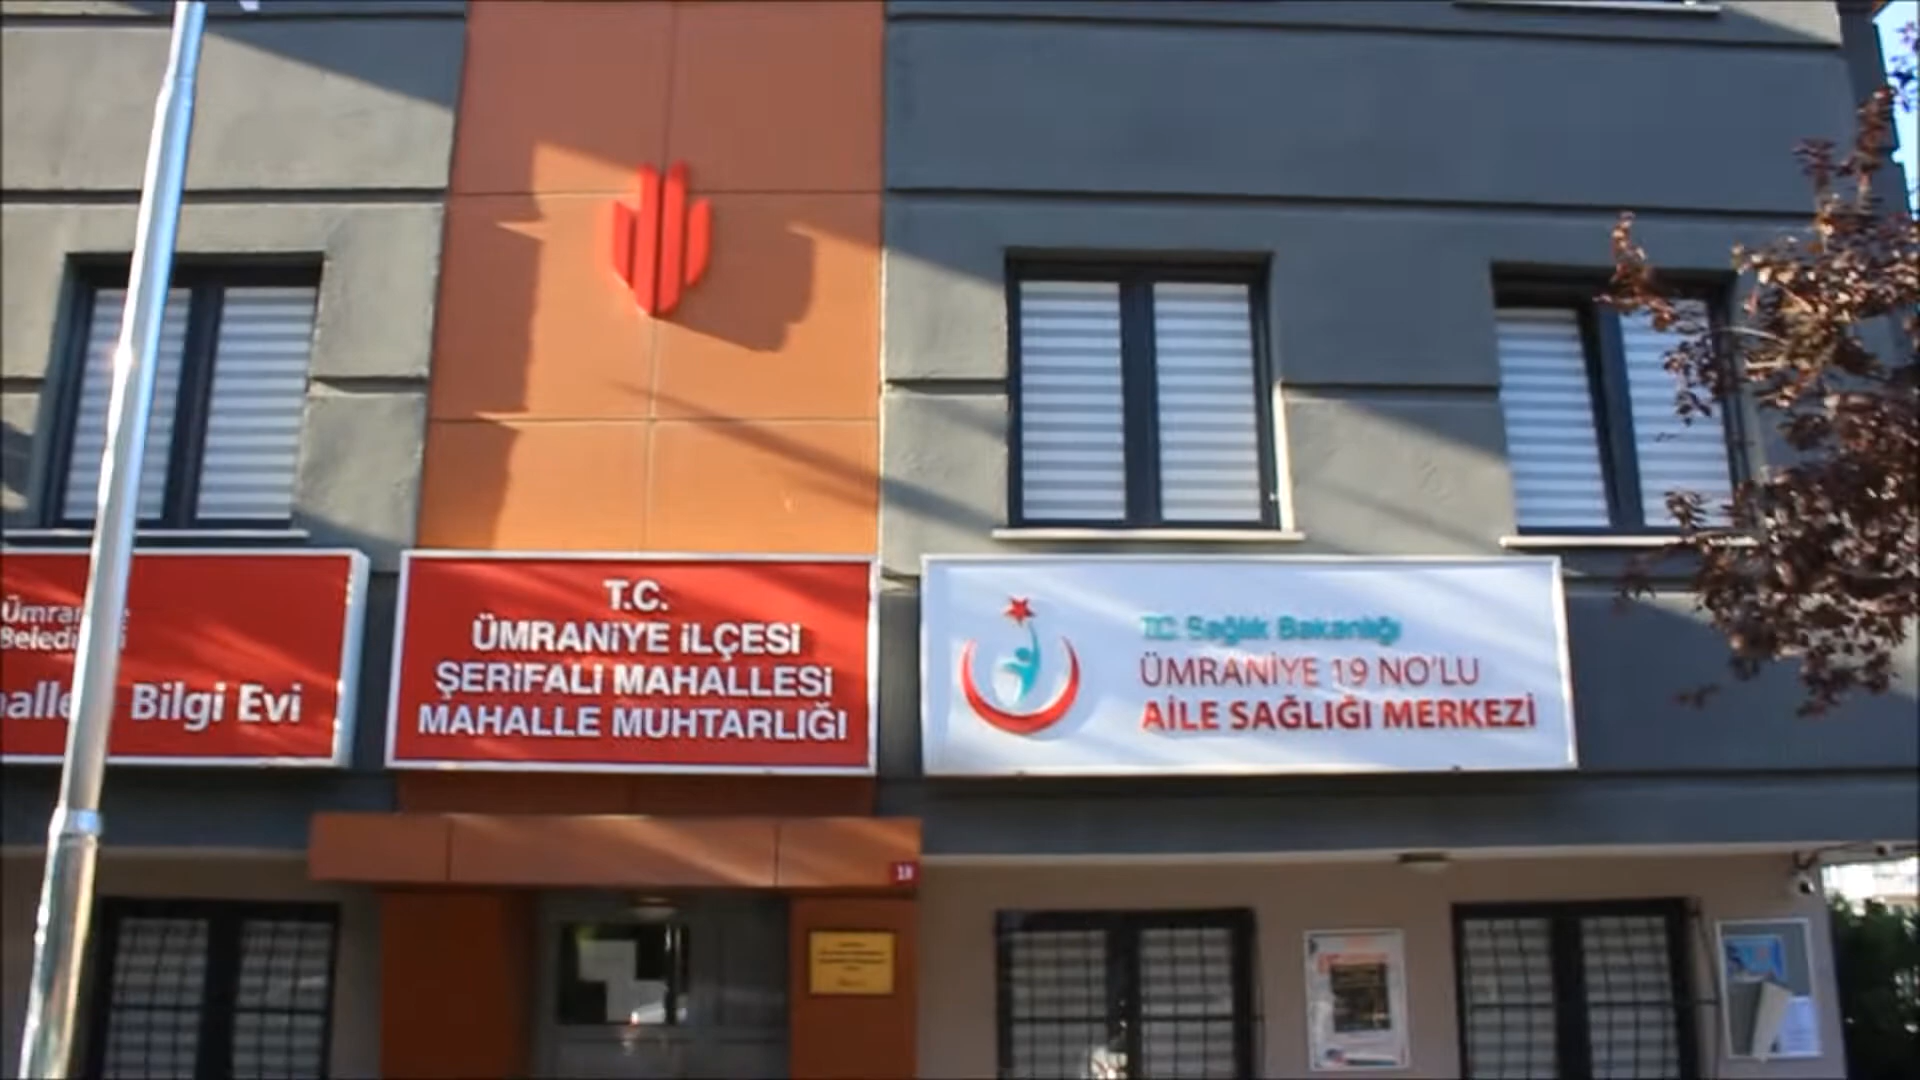 Belediyesi
Bilgi Evi
T.C.
ÜMRANİYE İLÇESİ
ŞERİFALİ MAHALLESİ
MAHALLE MUHTARLIĞI
T.C. Sağlık Bakanlığı
ÜMRANİYE 19 NO'LU
AİLE SAĞLIĞI MERKEZİ